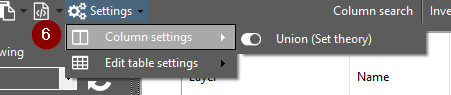 Settings Column search Inve
6
Column settings Union (Set theory)
wing
Edit table settings
Layer Name